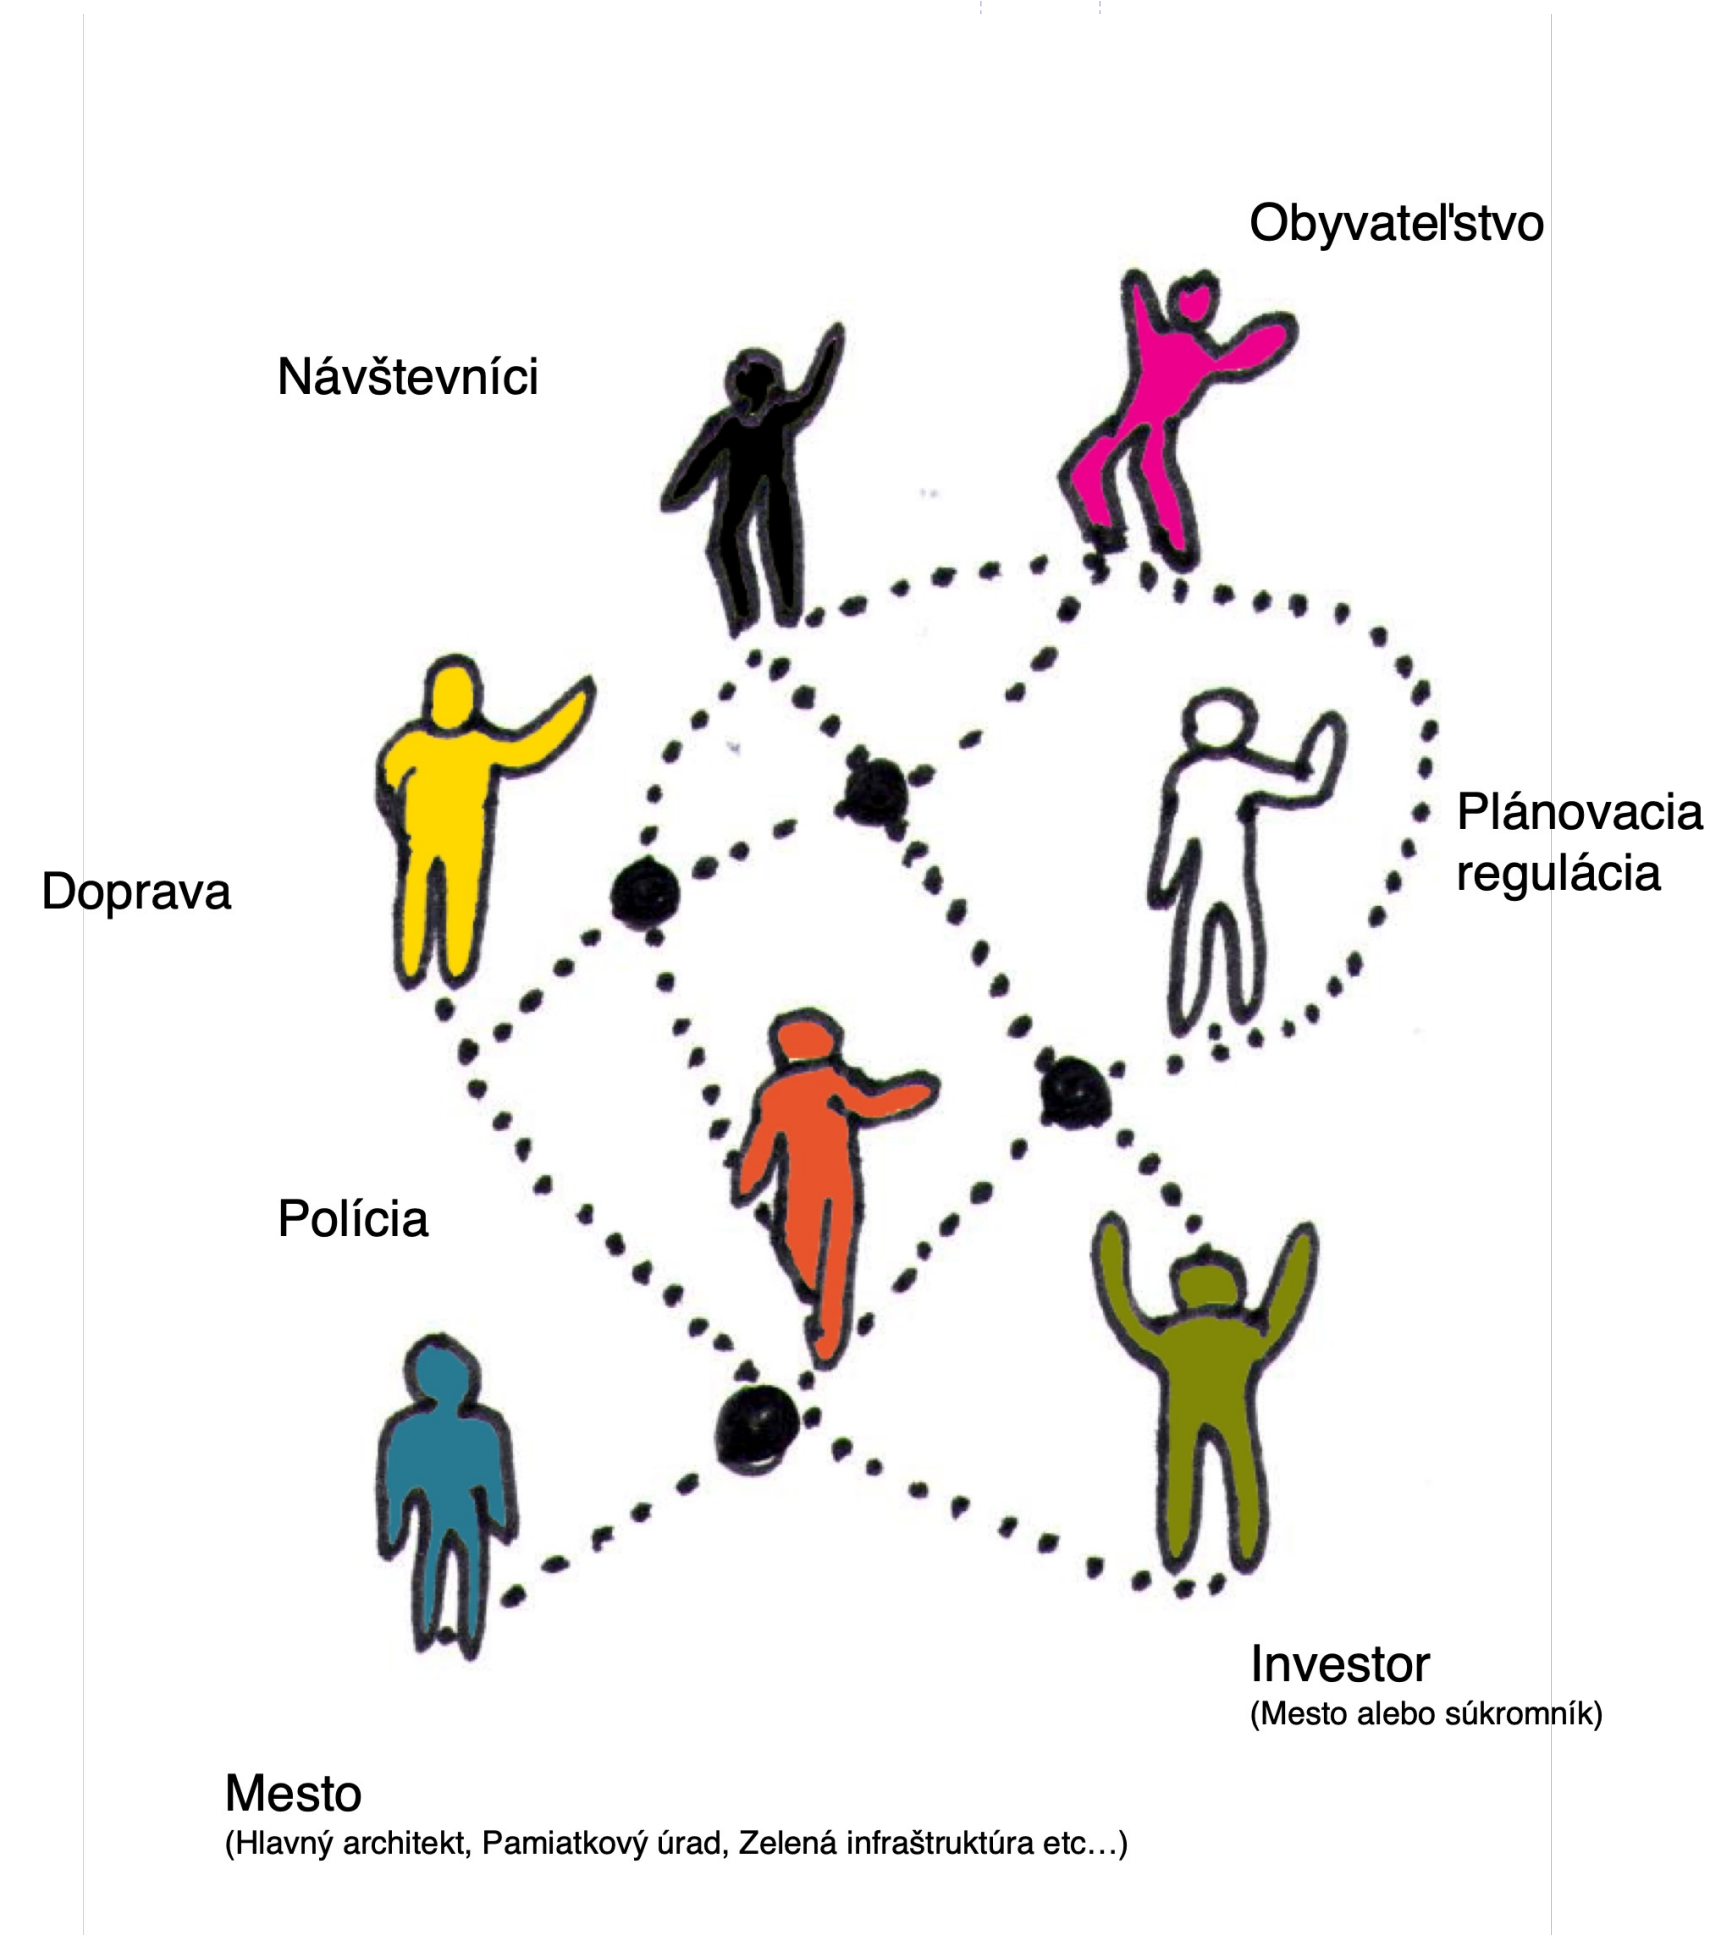 Obyvateľstvo
Návštevníci
Plánovacia
regulácia
Doprava
Polícia
Investor
(Mesto alebo súkromník)
Mesto
(Hlavný architekt, Pamiatkový úrad, Zelená infraštruktúra etc…)